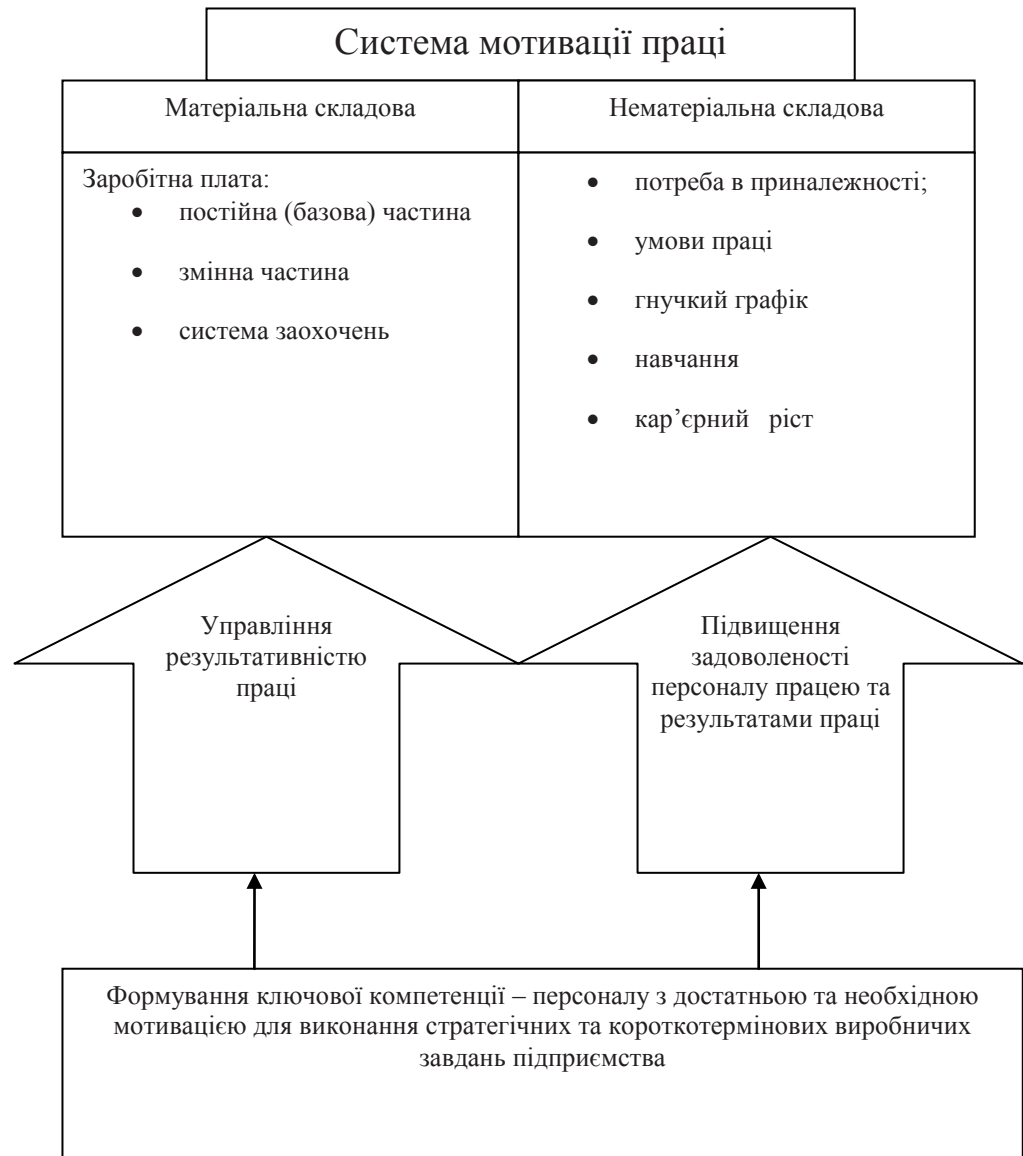 Система мотивації праці
Матеріальна складова
Нематеріальна складова
Заробітна плата:
• постійна (базова) частина
• змінна частина
• система заохочень
• потреба в приналежності;
• умови праці
• гнучкий графік
• навчання
• кар’єрний ріст
Управління
результативністю
праці
Підвищення
задоволеності
персоналу працею та
результатами праці
Формування ключової компетенції – персоналу з достатньою та необхідною
мотивацією для виконання стратегічних та короткотермінових виробничих
завдань підприємства